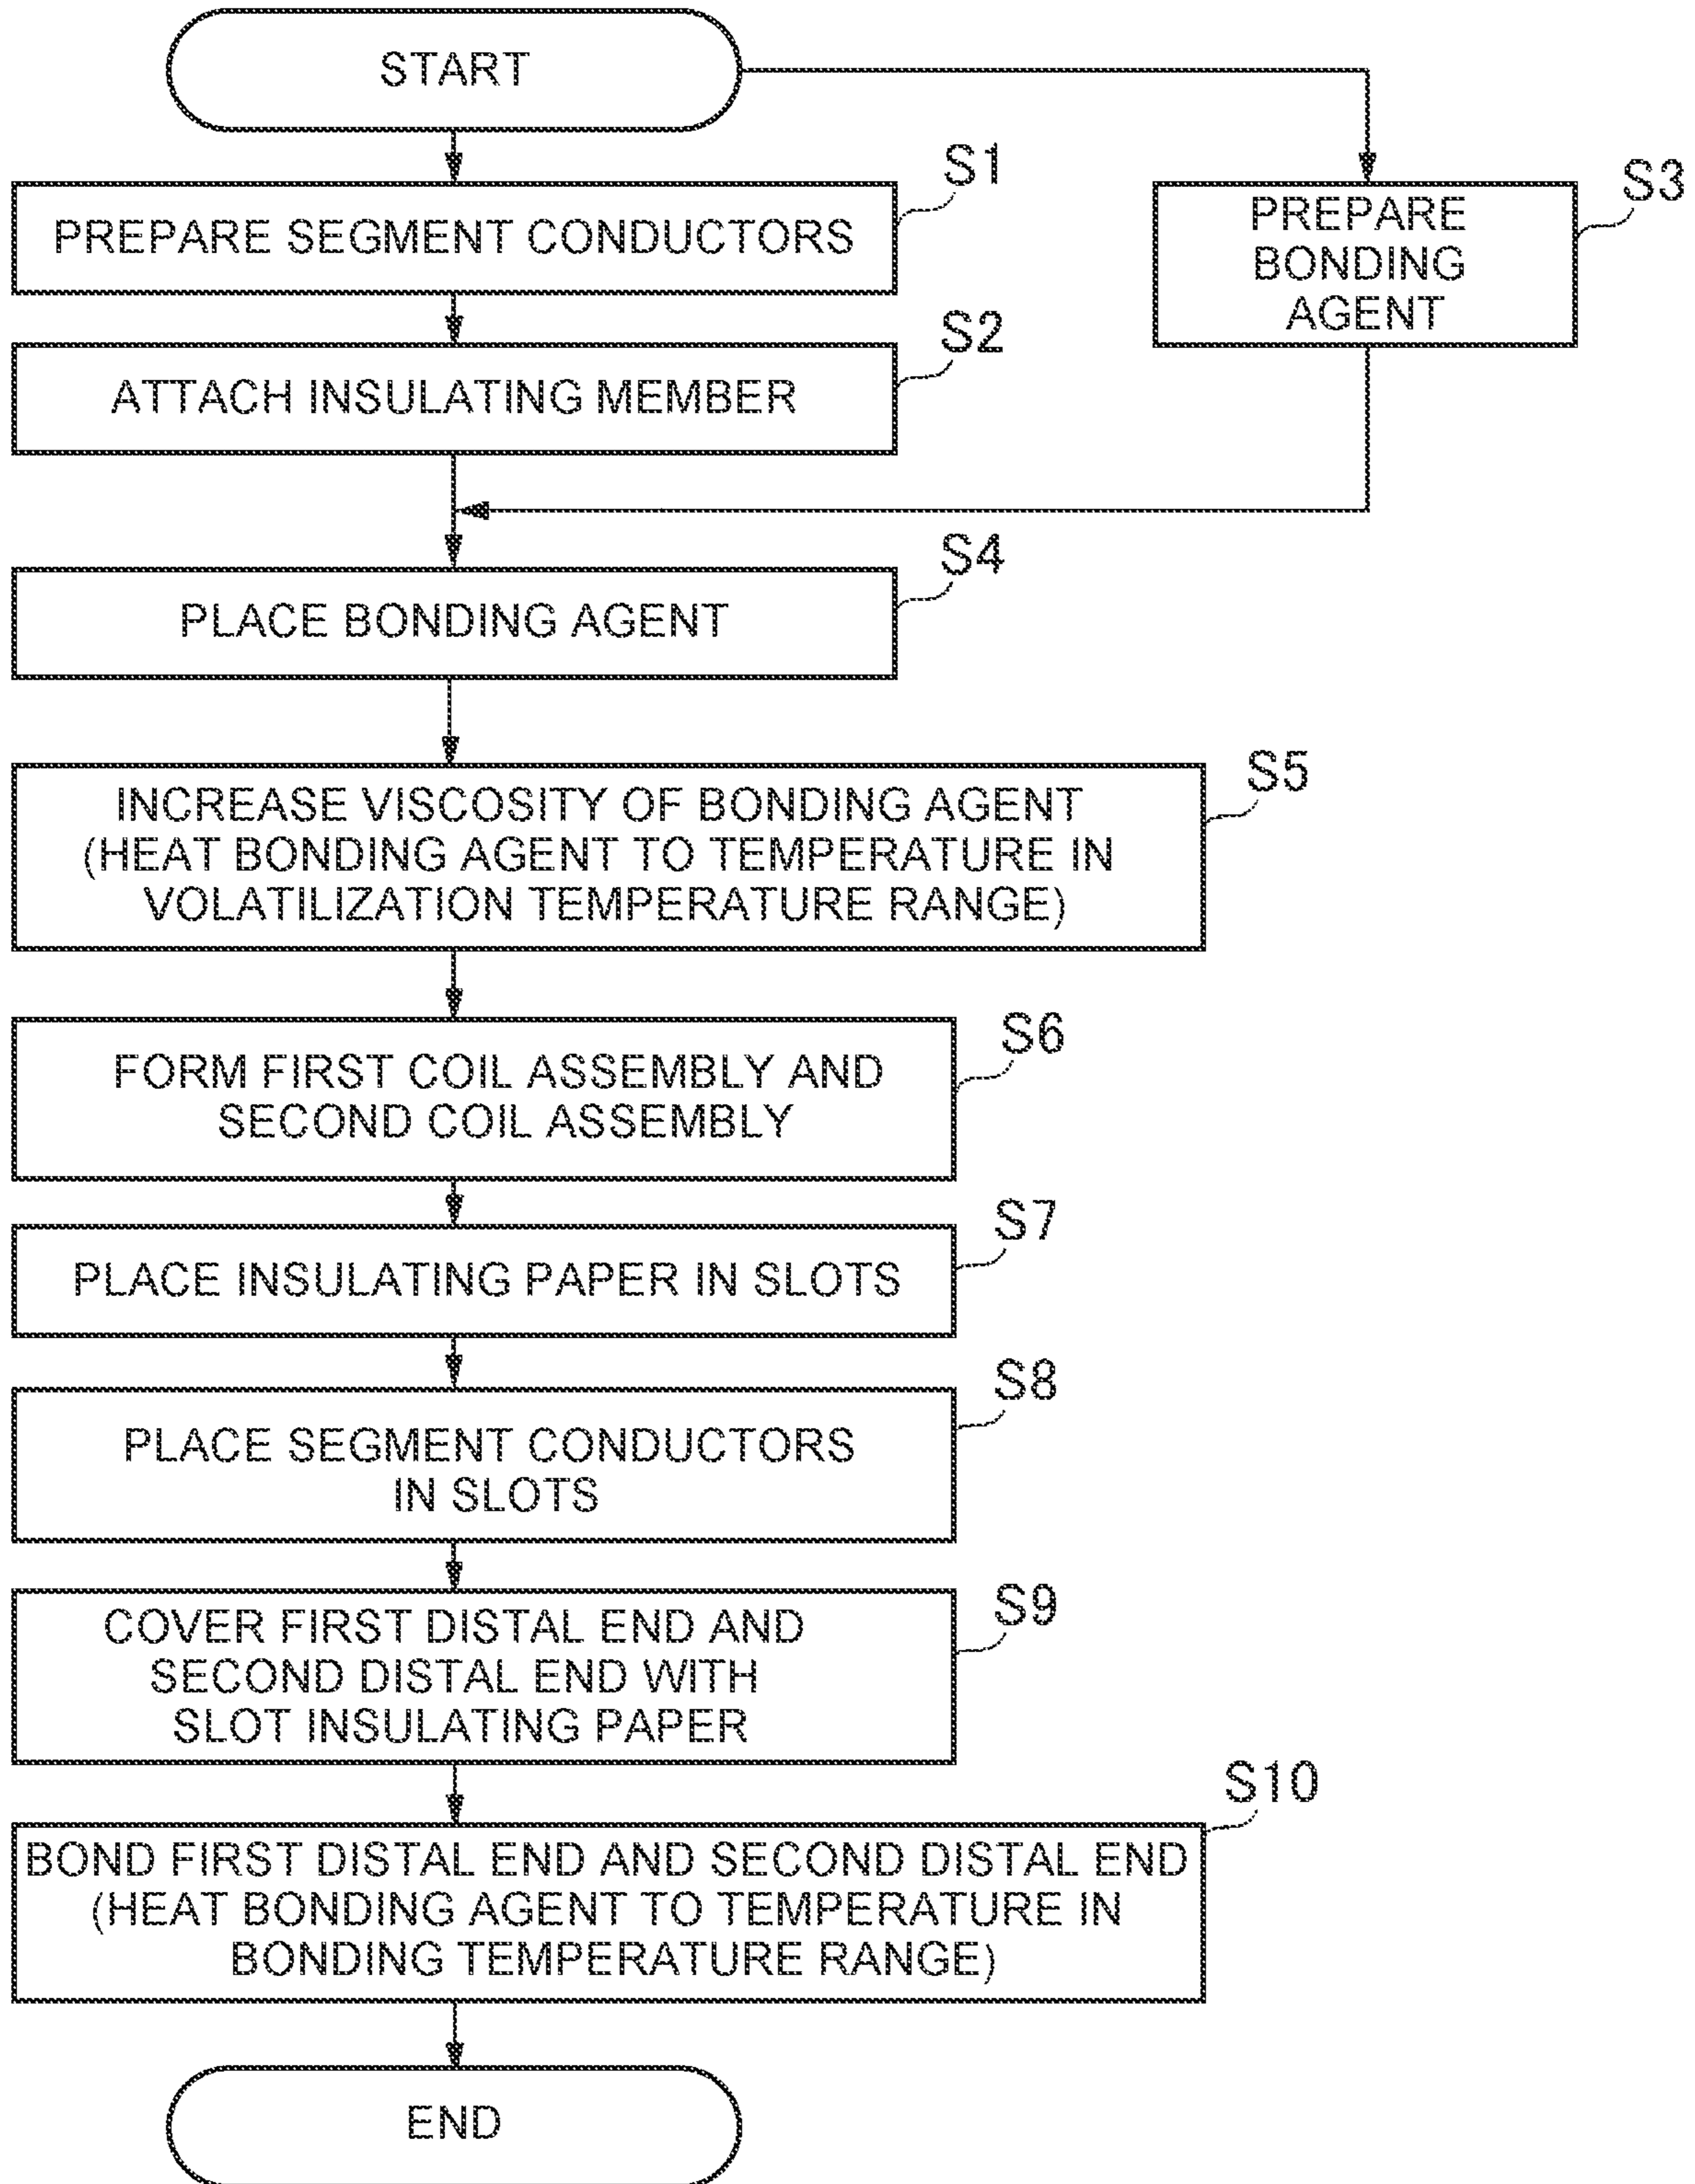 START
S1
PREPARE SEGMENT CONDUCTORS
S3
PREPARE
BONDING
AGENT
S2
ATTACH INSULATING MEMBER
S4
PLACE BONDING AGENT
S5
INCREASE VISCOSITY OF BONDING AGENT
(HEAT BONDING AGENT TO TEMPERATURE IN
VOLATILIZATION TEMPERATURE RANGE)
S6
FORM FIRST COIL ASSEMBLY AND
SECOND COIL ASSEMBLY
S7
PLACE INSULATING PAPER IN SLOTS
S8
PLACE SEGMENT CONDUCTORS
IN SLOTS
S9
COVER FIRST DISTAL END AND
SECOND DISTAL END WITH
SLOT INSULATING PAPER
S10
BOND FIRST DISTAL END AND SECOND DISTAL END
(HEAT BONDING AGENT TO TEMPERATURE IN
BONDING TEMPERATURE RANGE)
END